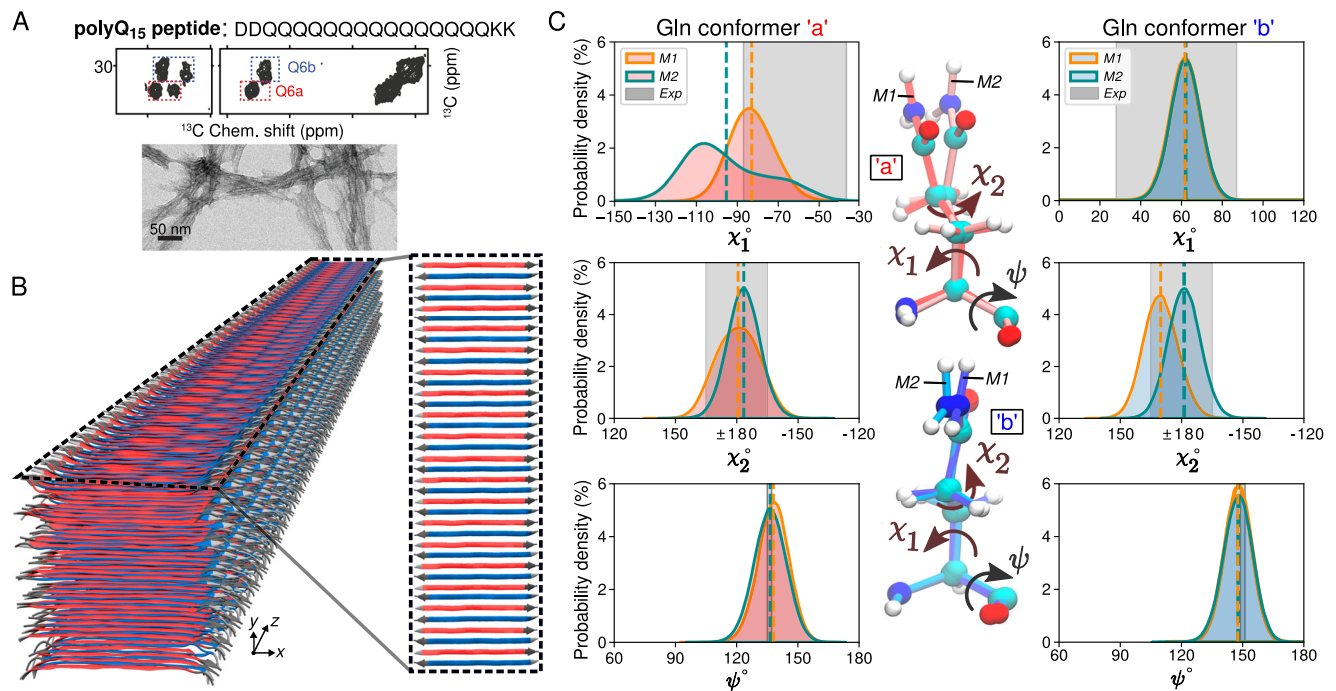 A
polyQ15 peptide: DDQQQQQQQQQQQQQQQKK
30
Q6b
Q6a
13C (ppm)
13C Chem. shift (ppm)
50 nm
B
y
z
x
C
Gln conformer 'a'
Gln conformer 'b'
Probability density (%)
6
4
2
0
M1
M2
Exp
−150
−120
−90
−60
−30
χ1°
M1
M2
'a'
χ2
χ1
ψ
6
4
2
0
M1
M2
Exp
0
20
40
60
80
100
120
χ1°
Probability density (%)
6
4
2
0
120
150
±180
-150
-120
χ2°
6
4
2
0
120
150
±180
-150
-120
χ2°
M2
M1
'b'
χ2
χ1
ψ
Probability density (%)
6
4
2
0
60
90
120
150
180
ψ°
6
4
2
0
60
90
120
150
180
ψ°